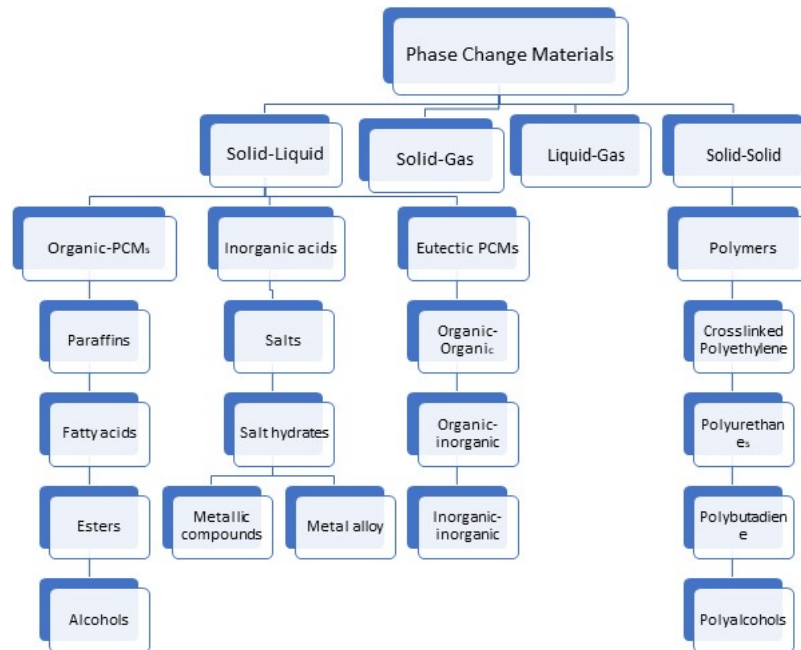 Phase Change Materials
Solid-Liquid
Solid-Gas
Liquid-Gas
Solid-Solid
Organic-PCMs
Inorganic acids
Eutectic PCMs
Polymers
Paraffins
Salts
Organic-
Organic
Crosslinked
Polyethylene
Fatty acids
Salt hydrates
Organic-
inorganic
Polyurethane
s
Esters
Metallic
compounds
Metal alloy
Inorganic-
inorganic
Polybutadien
e
Alcohols
Polyalcohols